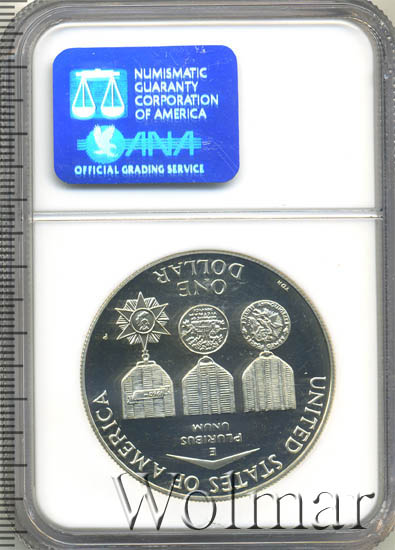 NUMISMATIC
GUARANTY
CORPORATION
OF AMERICA
ANA
OFFICIAL GRADING SERVICE
UNITED STATES OF AMERICA
E
PLURIBUS
UNUM
ONE
DOLLAR
Wolmar